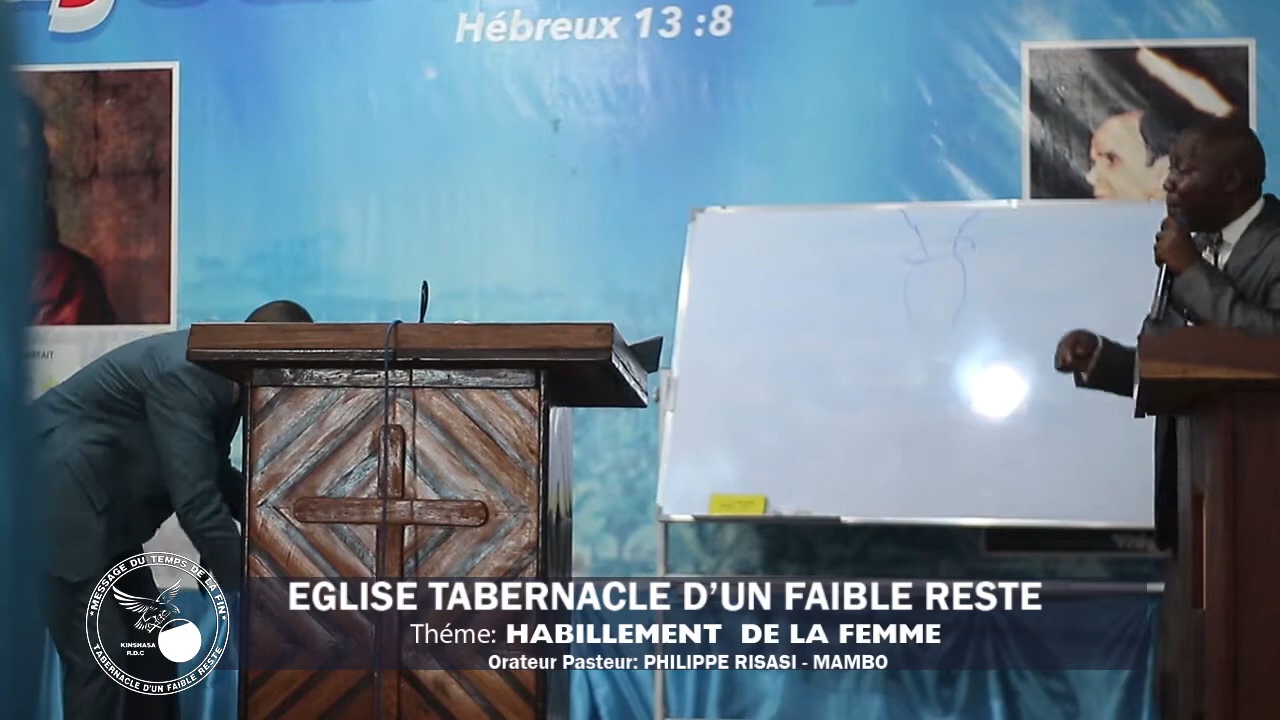 Hébreux 13 :8
EGLISE TABERNACLE D'UN FAIBLE RESTE
Théme: HABILLEMENT DE LA FEMME
Orateur Pasteur: PHILIPPE RISASI - MAMBO
MESSAGE DU TEMPS DE LA FIN
KINSHASA
R.D.C
TABERNACLE D'UN FAIBLE RESTE